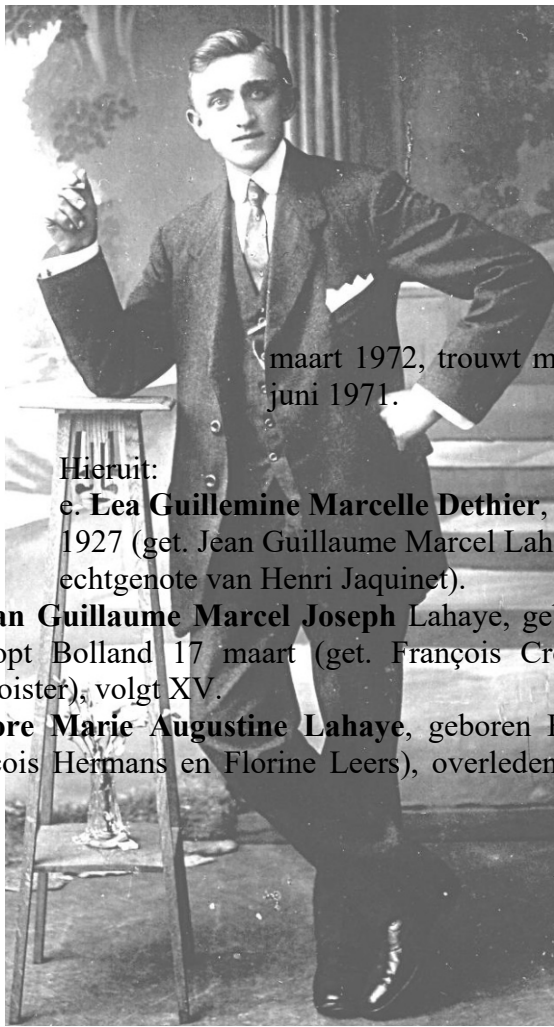 maart 1972, trouwt m
juni 1971.
Hieruit:
e. Lea Guillemine Marcelle Dethier,
1927 (get. Jean Guillaume Marcel Lah
echtgenote van Henri Jaquinet).
an Guillaume Marcel Joseph Lahaye, ge
opt Bolland 17 maart (get. François Cr
oister), volgt XV.
ore Marie Augustine Lahaye, geboren
çois Hermans en Florine Leers), overleden